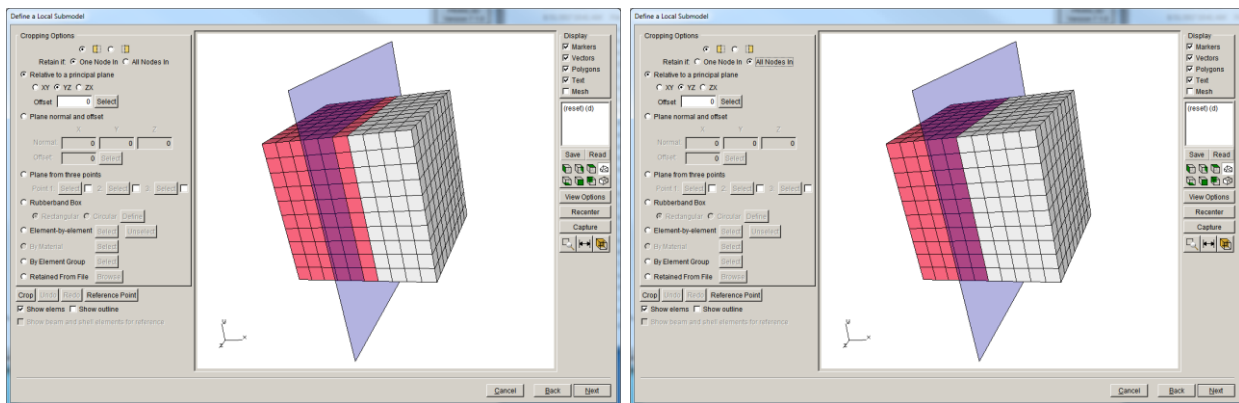 Define a Local Submodel
Cropping Options
Retain if: One Node In All Nodes In
Relative to a principal plane
XY YZ ZX
Offset 0 Select
Plane normal and offset
X Y Z
Normal 0 0 0
Offset 0 Select
Plane from three points
Point 1: Select 2: Select 3: Select
Rubberband Box
Rectangular Circular Define
Element-by-element Select Unselect
By Material Select
By Element Group Select
Retained From File Browse
Crop Undo Redo Reference Point
Show elems Show outline
Show beam and shell elements for reference
Display
Markers
Vectors
Polygons
Text
Mesh
(reset) (d)
Save Read
View Options
Recenter
Capture
Cancel Back Next
Define a Local Submodel
Cropping Options
Retain if: One Node In All Nodes In
Relative to a principal plane
XY YZ ZX
Offset 0 Select
Plane normal and offset
X Y Z
Normal 0 0 0
Offset 0 Select
Plane from three points
Point 1: Select 2: Select 3: Select
Rubberband Box
Rectangular Circular Define
Element-by-element Select Unselect
By Material Select
By Element Group Select
Retained From File Browse
Crop Undo Redo Reference Point
Show elems Show outline
Show beam and shell elements for reference
Display
Markers
Vectors
Polygons
Text
Mesh
(reset) (d)
Save Read
View Options
Recenter
Capture
Cancel Back Next